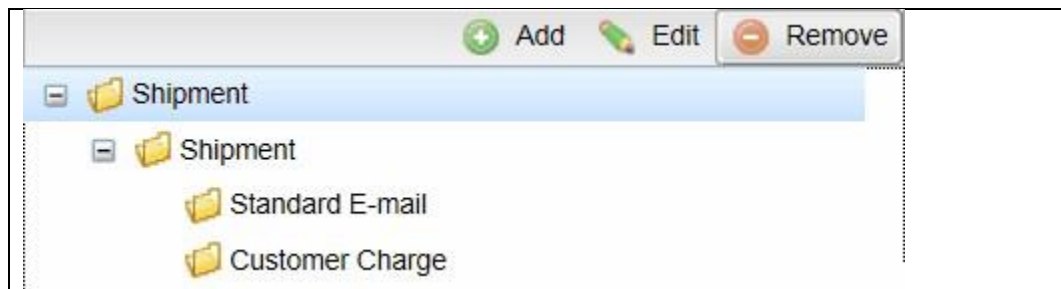 Add Edit Remove
Shipment
Shipment
Standard E-mail
Customer Charge